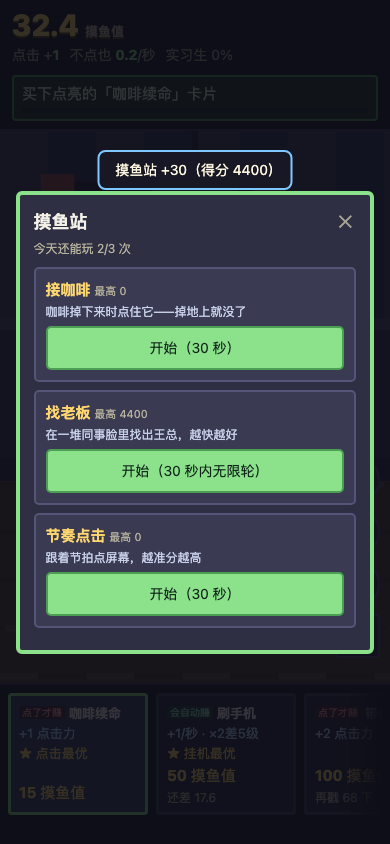 32.4 摸鱼值
点击 +1 不点也 0.2/秒 实习生 0%
买下点亮的「咖啡续命」卡片
摸鱼站 +30（得分 4400）
摸鱼站
今天还能玩 2/3 次
接咖啡 最高 0
咖啡掉下来时点住它——掉地上就没了
开始（30 秒）
找老板 最高 4400
在一堆同事脸里找出王总，越快越好
开始（30 秒内无限轮）
节奏点击 最高 0
跟着节拍点屏幕，越准分越高
开始（30 秒）
点了才赚 咖啡续命
+1 点击力
点击最优
15 摸鱼值
会自动赚 刷手机
+1/秒 · ×2差5级
挂机最优
50 摸鱼值
还差 17.6
点了才赚
+2 点击力
100 摸鱼
再戳 68 下